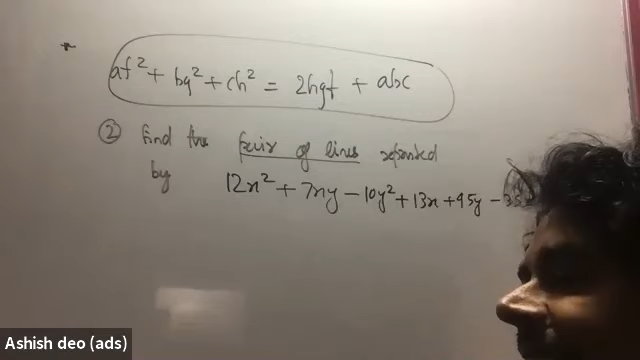 af² + bg² + ch² = 2hgf + abc
② Find the pair of lines
by 12x² + 7xy - 10y² + 13x + 45y - 35
Ashish deo (ads)